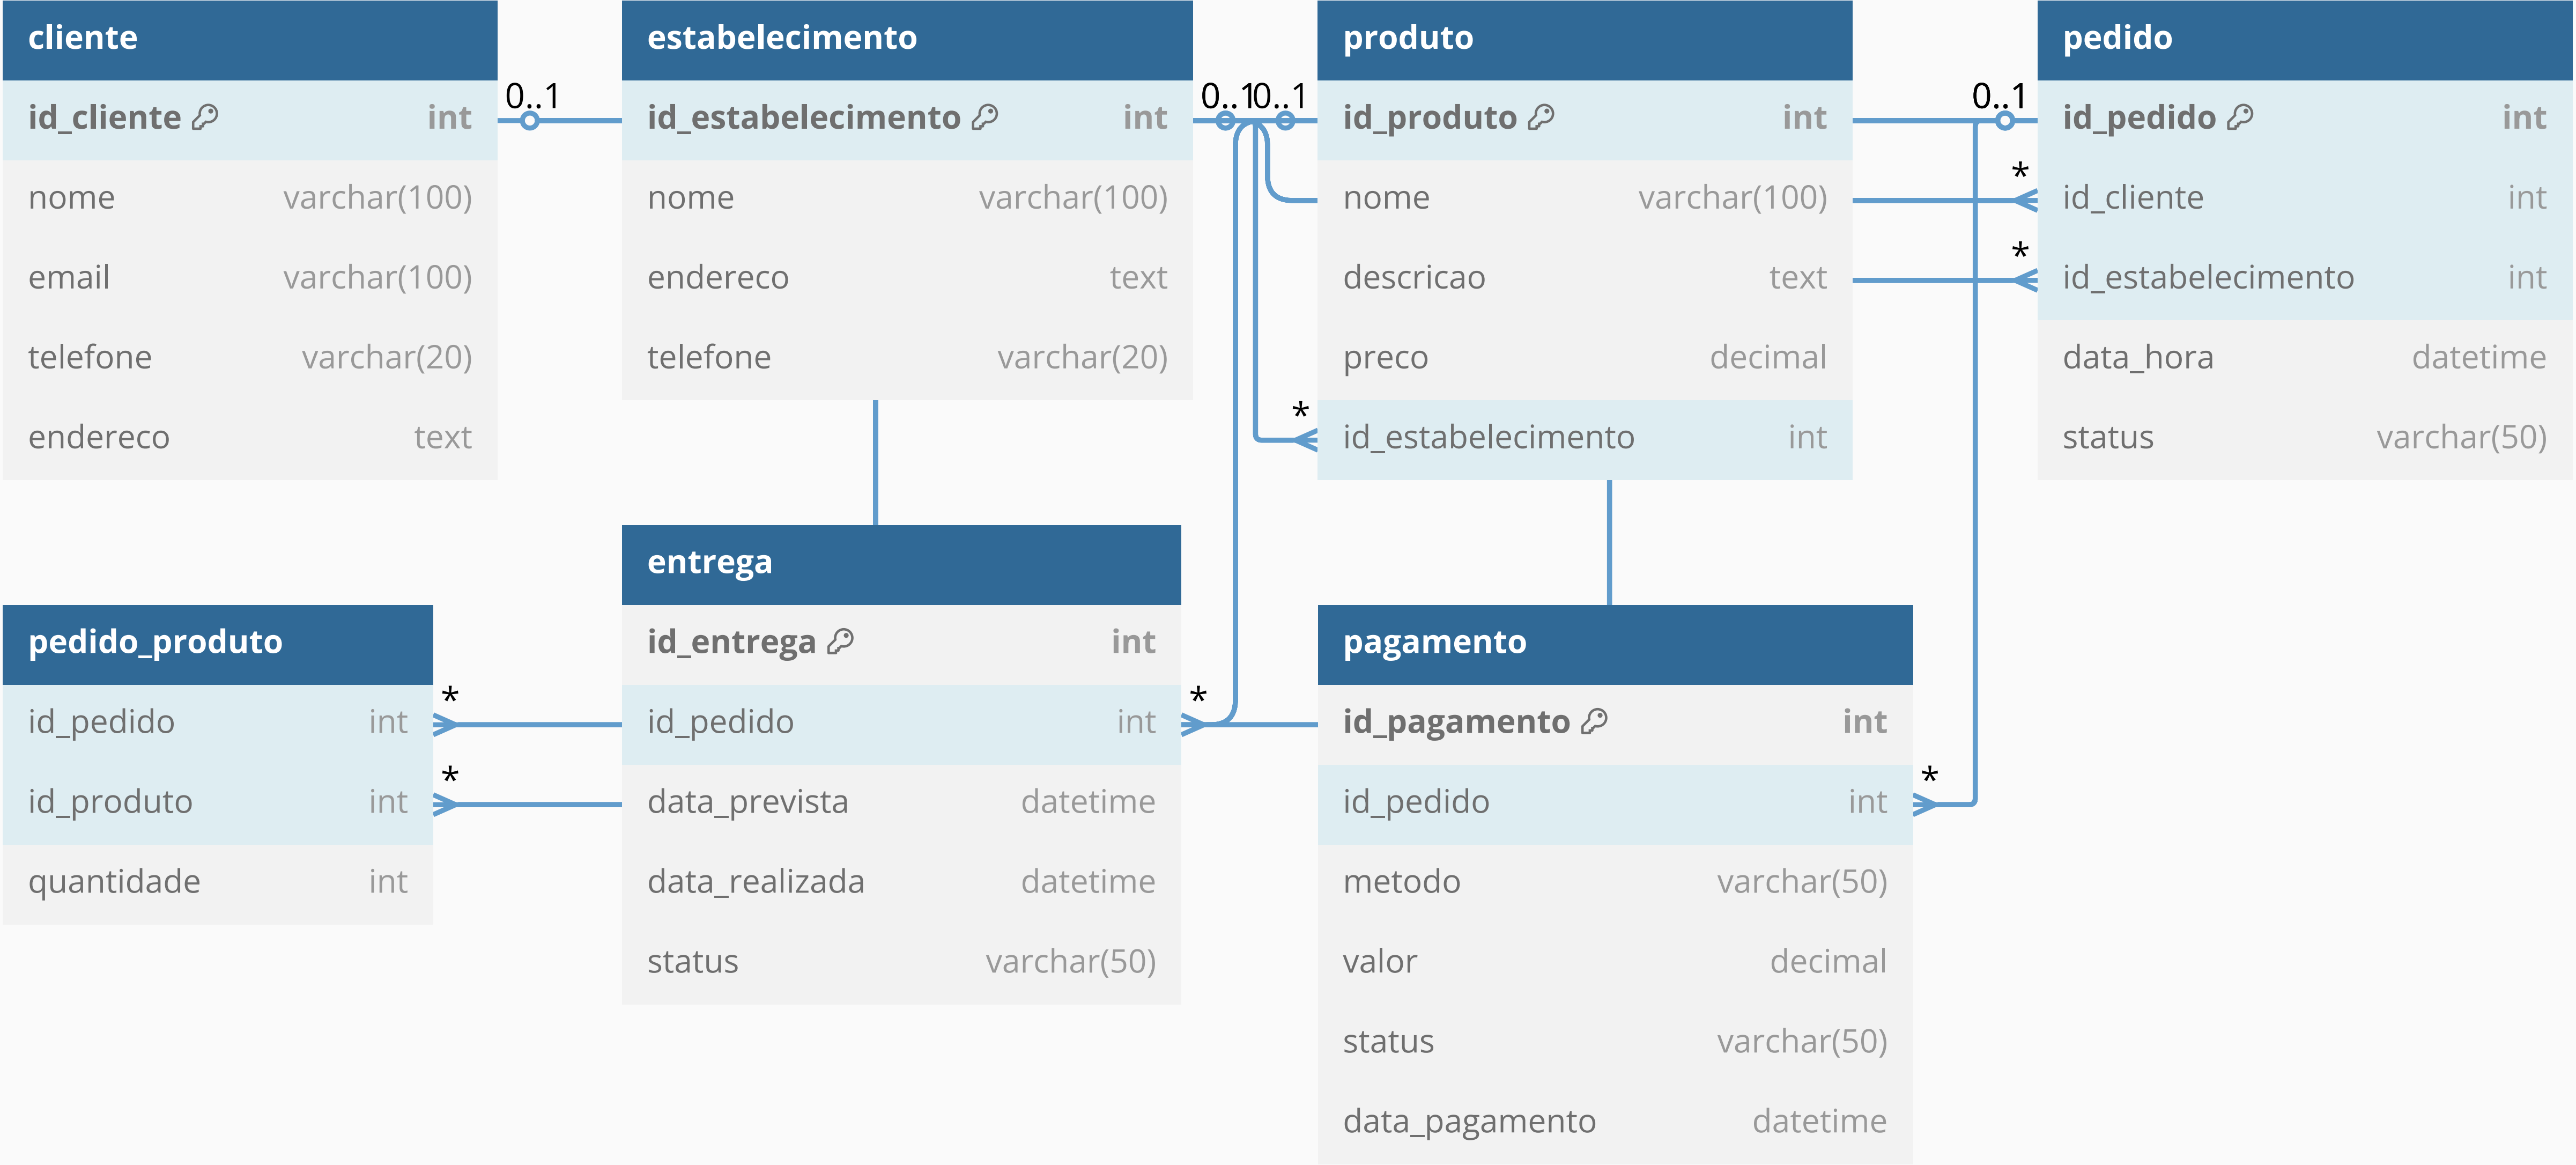 cliente
id_cliente int
nome varchar(100)
email varchar(100)
telefone varchar(20)
endereco text
0..1
estabelecimento
id_estabelecimento int
nome varchar(100)
endereco text
telefone varchar(20)
0..1
0..1
produto
id_produto int
nome varchar(100)
descricao text
preco decimal
* id_estabelecimento int
0..1
pedido
id_pedido int
* id_cliente int
* id_estabelecimento int
data_hora datetime
status varchar(50)
pedido_produto
id_pedido int *
id_produto int *
quantidade int
entrega
id_entrega int
id_pedido int *
data_prevista datetime
data_realizada datetime
status varchar(50)
pagamento
id_pagamento int
id_pedido int *
metodo varchar(50)
valor decimal
status varchar(50)
data_pagamento datetime